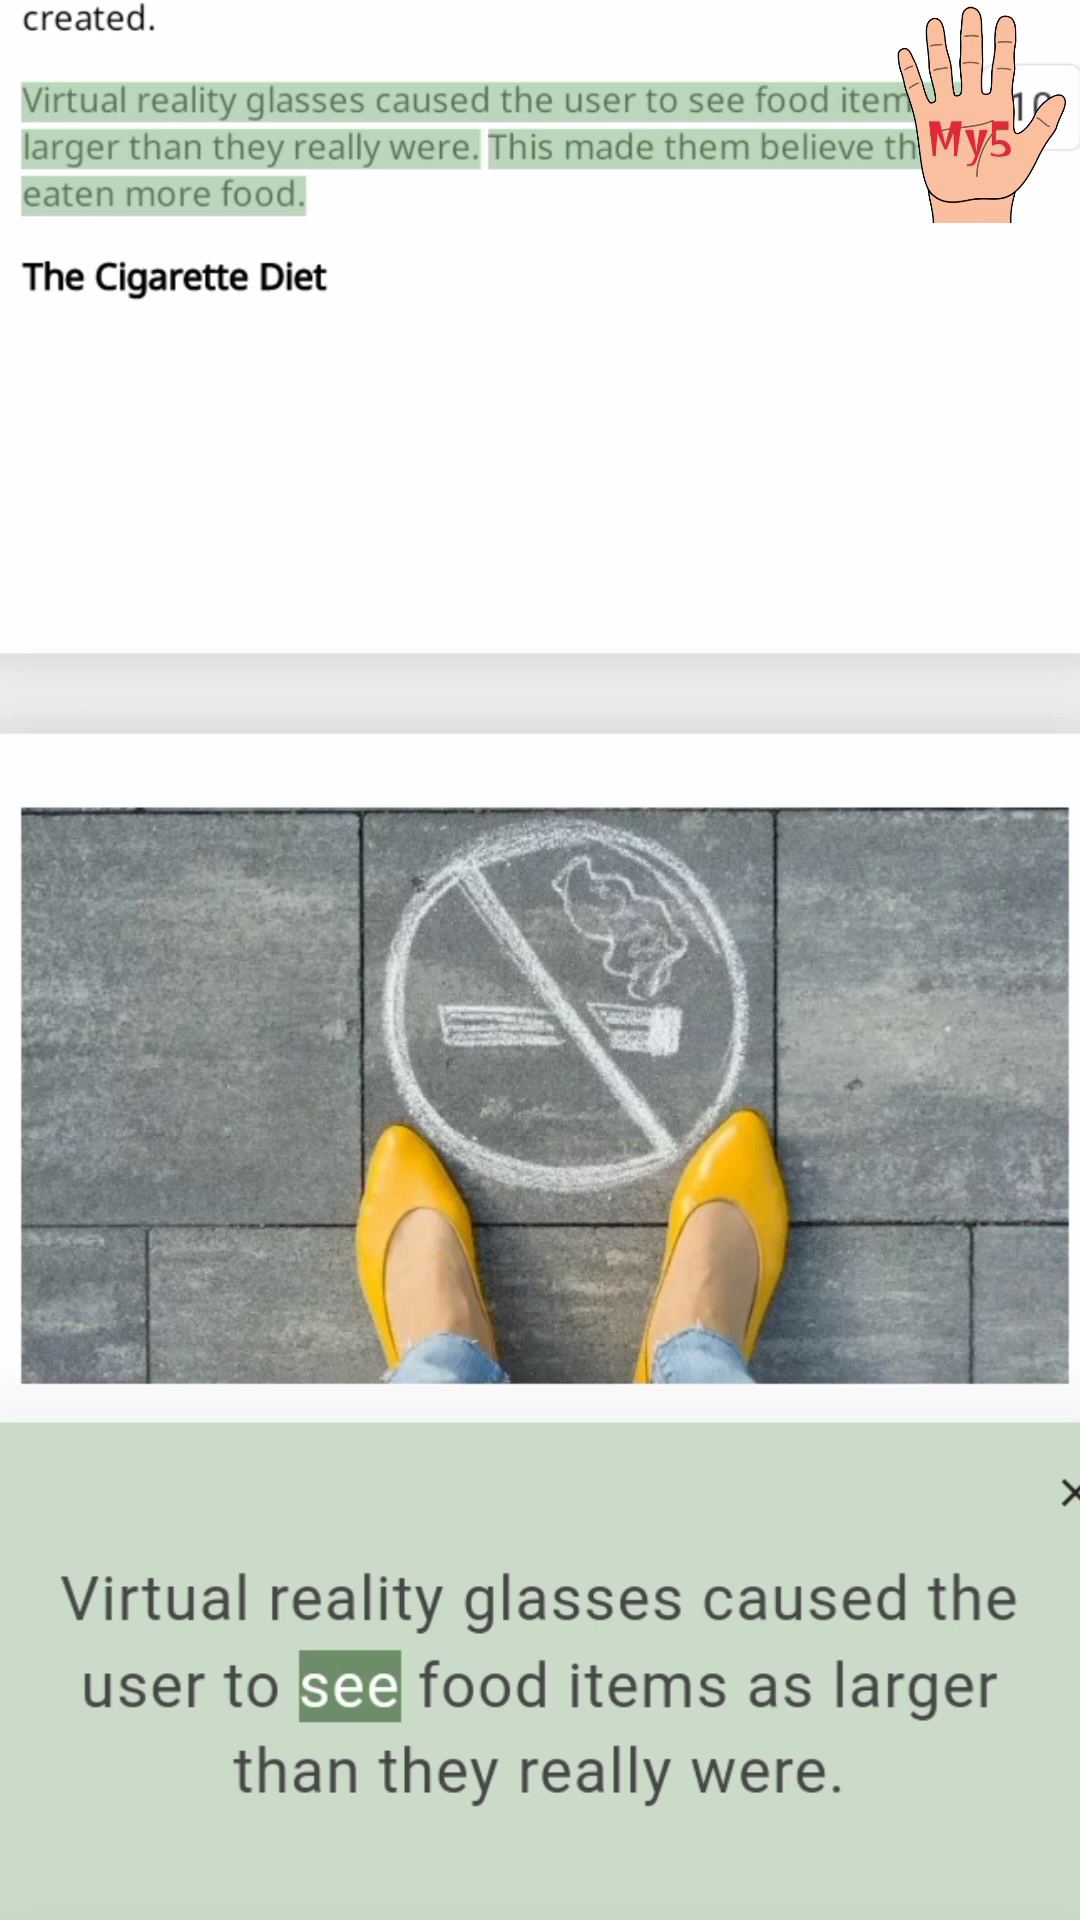 created.
Virtual reality glasses caused the user to see food
larger than they really were. This made them believe
eaten more food.
My5
The Cigarette Diet
Virtual reality glasses caused the
user to see food items as larger
than they really were.